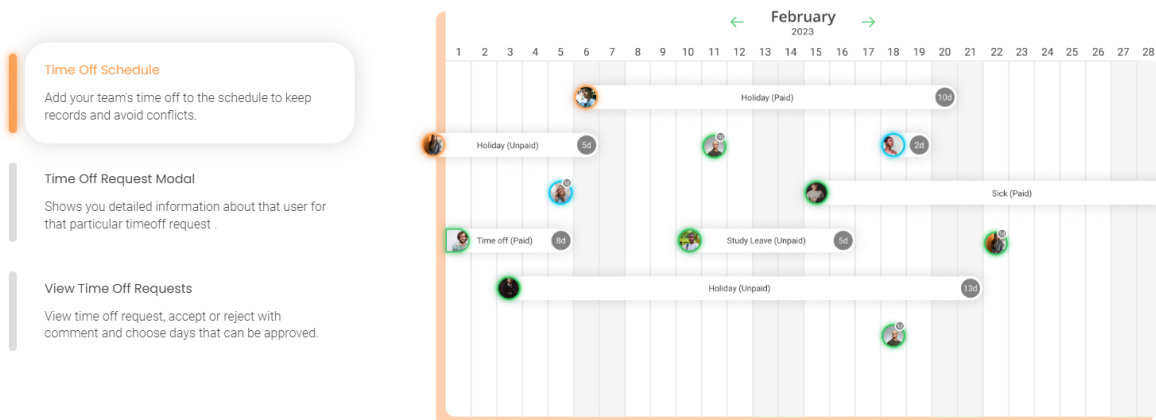 February
2023
1 2 3 4 5 6 7 8 9 10 11 12 13 14 15 16 17 18 19 20 21 22 23 24 25 26 27 28
Time Off Schedule
Add your team's time off to the schedule to keep
records and avoid conflicts.
Time Off Request Modal
Shows you detailed information about that user for
that particular timeoff request .
View Time Off Requests
View time off request, accept or reject with
comment and choose days that can be approved.
Holiday (Paid) 10d
Holiday (Unpaid) 5d
2d
Sick (Paid)
Time off (Paid) 8d
Study Leave (Unpaid) 5d
Holiday (Unpaid) 13d